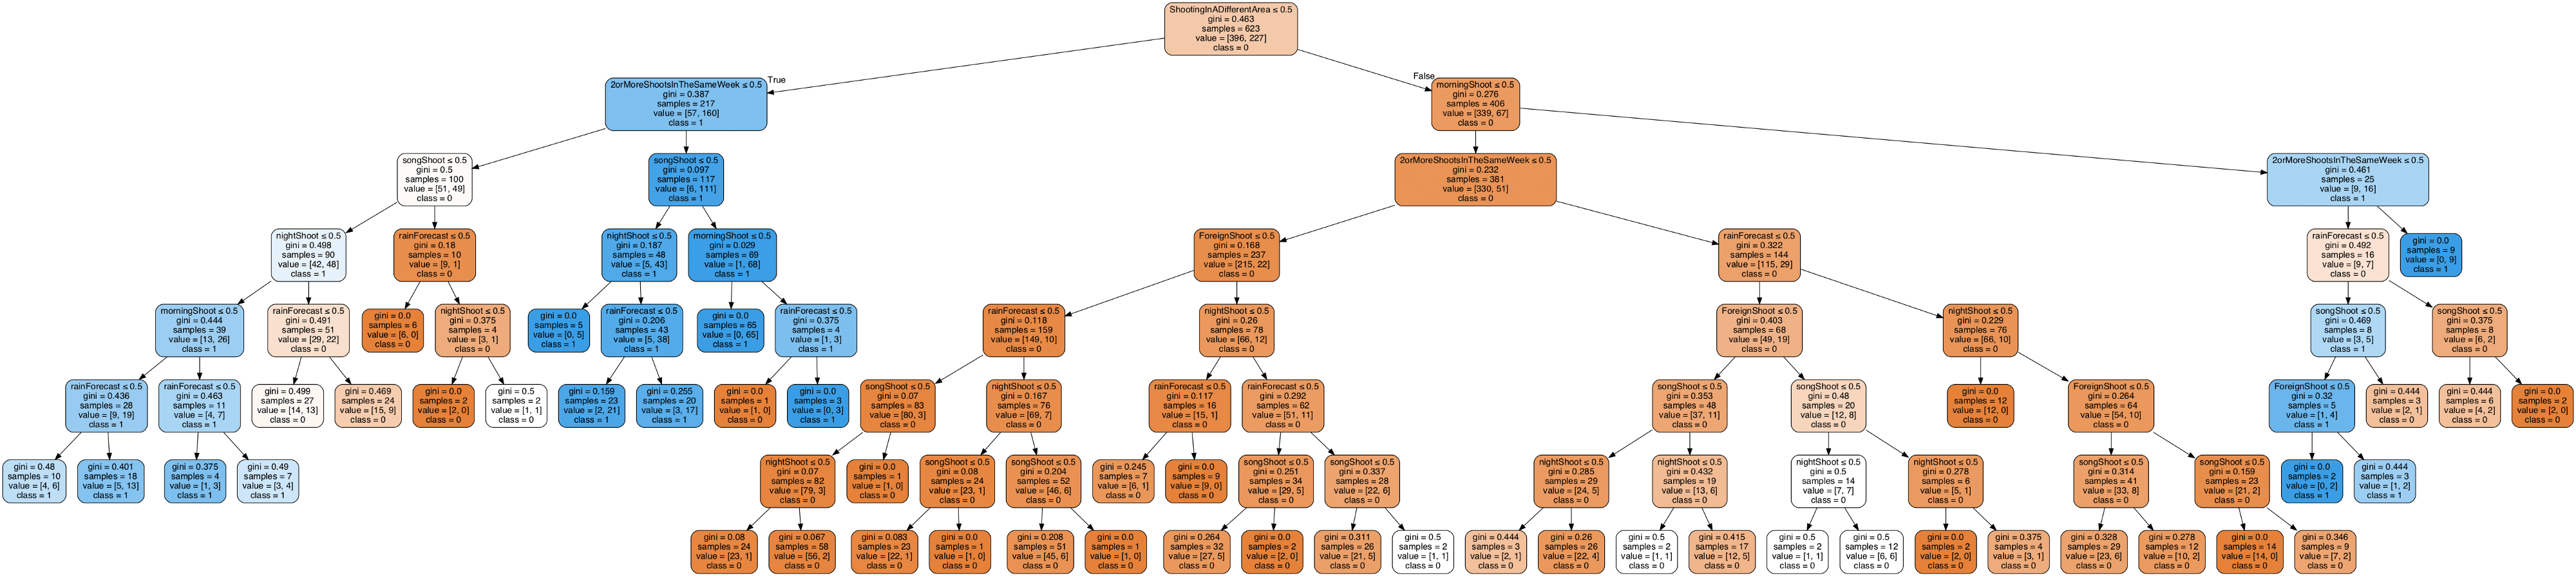 ShootingInADifferentArea ≤ 0.5
gini = 0.463
samples = 623
value = [396, 227]
class = 0
True
False
2orMoreShootsInTheSameWeek ≤ 0.5
gini = 0.387
samples = 217
value = [57, 160]
class = 1
morningShoot ≤ 0.5
gini = 0.276
samples = 406
value = [339, 67]
class = 0
songShoot ≤ 0.5
gini = 0.5
samples = 100
value = [51, 49]
class = 0
songShoot ≤ 0.5
gini = 0.097
samples = 117
value = [6, 111]
class = 1
2orMoreShootsInTheSameWeek ≤ 0.5
gini = 0.232
samples = 381
value = [330, 51]
class = 0
2orMoreShootsInTheSameWeek ≤ 0.5
gini = 0.461
samples = 25
value = [9, 16]
class = 1
nightShoot ≤ 0.5
gini = 0.498
samples = 90
value = [42, 48]
class = 1
rainForecast ≤ 0.5
gini = 0.18
samples = 10
value = [9, 1]
class = 0
nightShoot ≤ 0.5
gini = 0.187
samples = 48
value = [5, 43]
class = 1
morningShoot ≤ 0.5
gini = 0.029
samples = 69
value = [1, 68]
class = 1
ForeignShoot ≤ 0.5
gini = 0.168
samples = 237
value = [215, 22]
class = 0
rainForecast ≤ 0.5
gini = 0.322
samples = 144
value = [115, 29]
class = 0
rainForecast ≤ 0.5
gini = 0.492
samples = 16
value = [9, 7]
class = 0
gini = 0.0
samples = 9
value = [0, 9]
class = 1
morningShoot ≤ 0.5
gini = 0.444
samples = 39
value = [13, 26]
class = 1
rainForecast ≤ 0.5
gini = 0.491
samples = 51
value = [29, 22]
class = 0
gini = 0.0
samples = 6
value = [6, 0]
class = 0
nightShoot ≤ 0.5
gini = 0.375
samples = 4
value = [3, 1]
class = 0
gini = 0.0
samples = 5
value = [0, 5]
class = 1
rainForecast ≤ 0.5
gini = 0.206
samples = 43
value = [5, 38]
class = 1
gini = 0.0
samples = 65
value = [0, 65]
class = 1
rainForecast ≤ 0.5
gini = 0.375
samples = 4
value = [1, 3]
class = 1
rainForecast ≤ 0.5
gini = 0.118
samples = 159
value = [149, 10]
class = 0
nightShoot ≤ 0.5
gini = 0.26
samples = 78
value = [66, 12]
class = 0
ForeignShoot ≤ 0.5
gini = 0.403
samples = 68
value = [49, 19]
class = 0
nightShoot ≤ 0.5
gini = 0.229
samples = 76
value = [66, 10]
class = 0
songShoot ≤ 0.5
gini = 0.469
samples = 8
value = [3, 5]
class = 1
songShoot ≤ 0.5
gini = 0.375
samples = 8
value = [6, 2]
class = 0
rainForecast ≤ 0.5
gini = 0.436
samples = 28
value = [9, 19]
class = 1
rainForecast ≤ 0.5
gini = 0.463
samples = 11
value = [4, 7]
class = 1
gini = 0.499
samples = 27
value = [14, 13]
class = 0
gini = 0.469
samples = 24
value = [15, 9]
class = 0
gini = 0.0
samples = 2
value = [2, 0]
class = 0
gini = 0.5
samples = 2
value = [1, 1]
class = 0
gini = 0.159
samples = 23
value = [2, 21]
class = 1
gini = 0.255
samples = 20
value = [3, 17]
class = 1
gini = 0.0
samples = 1
value = [1, 0]
class = 0
gini = 0.0
samples = 3
value = [0, 3]
class = 1
songShoot ≤ 0.5
gini = 0.07
samples = 83
value = [80, 3]
class = 0
nightShoot ≤ 0.5
gini = 0.167
samples = 76
value = [69, 7]
class = 0
rainForecast ≤ 0.5
gini = 0.117
samples = 16
value = [15, 1]
class = 0
rainForecast ≤ 0.5
gini = 0.292
samples = 62
value = [51, 11]
class = 0
songShoot ≤ 0.5
gini = 0.353
samples = 48
value = [37, 11]
class = 0
songShoot ≤ 0.5
gini = 0.48
samples = 20
value = [12, 8]
class = 0
gini = 0.0
samples = 12
value = [12, 0]
class = 0
ForeignShoot ≤ 0.5
gini = 0.264
samples = 64
value = [54, 10]
class = 0
ForeignShoot ≤ 0.5
gini = 0.32
samples = 5
value = [1, 4]
class = 1
gini = 0.444
samples = 3
value = [2, 1]
class = 0
gini = 0.444
samples = 6
value = [4, 2]
class = 0
gini = 0.0
samples = 2
value = [2, 0]
class = 0
gini = 0.48
samples = 10
value = [4, 6]
class = 1
gini = 0.401
samples = 18
value = [5, 13]
class = 1
gini = 0.375
samples = 4
value = [1, 3]
class = 1
gini = 0.49
samples = 7
value = [3, 4]
class = 1
nightShoot ≤ 0.5
gini = 0.07
samples = 82
value = [79, 3]
class = 0
gini = 0.0
samples = 1
value = [1, 0]
class = 0
songShoot ≤ 0.5
gini = 0.08
samples = 24
value = [23, 1]
class = 0
songShoot ≤ 0.5
gini = 0.204
samples = 52
value = [46, 6]
class = 0
gini = 0.245
samples = 7
value = [6, 1]
class = 0
gini = 0.0
samples = 9
value = [9, 0]
class = 0
songShoot ≤ 0.5
gini = 0.251
samples = 34
value = [29, 5]
class = 0
songShoot ≤ 0.5
gini = 0.337
samples = 28
value = [22, 6]
class = 0
nightShoot ≤ 0.5
gini = 0.285
samples = 29
value = [24, 5]
class = 0
nightShoot ≤ 0.5
gini = 0.432
samples = 19
value = [13, 6]
class = 0
nightShoot ≤ 0.5
gini = 0.5
samples = 14
value = [7, 7]
class = 0
nightShoot ≤ 0.5
gini = 0.278
samples = 6
value = [5, 1]
class = 0
songShoot ≤ 0.5
gini = 0.314
samples = 41
value = [33, 8]
class = 0
songShoot ≤ 0.5
gini = 0.159
samples = 23
value = [21, 2]
class = 0
gini = 0.0
samples = 2
value = [0, 2]
class = 1
gini = 0.444
samples = 3
value = [1, 2]
class = 1
gini = 0.08
samples = 24
value = [23, 1]
class = 0
gini = 0.067
samples = 58
value = [56, 2]
class = 0
gini = 0.083
samples = 23
value = [22, 1]
class = 0
gini = 0.0
samples = 1
value = [1, 0]
class = 0
gini = 0.208
samples = 51
value = [45, 6]
class = 0
gini = 0.0
samples = 1
value = [1, 0]
class = 0
gini = 0.264
samples = 32
value = [27, 5]
class = 0
gini = 0.0
samples = 2
value = [2, 0]
class = 0
gini = 0.311
samples = 26
value = [21, 5]
class = 0
gini = 0.5
samples = 2
value = [1, 1]
class = 0
gini = 0.444
samples = 3
value = [2, 1]
class = 0
gini = 0.26
samples = 26
value = [22, 4]
class = 0
gini = 0.5
samples = 2
value = [1, 1]
class = 0
gini = 0.415
samples = 17
value = [12, 5]
class = 0
gini = 0.5
samples = 2
value = [1, 1]
class = 0
gini = 0.5
samples = 12
value = [6, 6]
class = 0
gini = 0.0
samples = 2
value = [2, 0]
class = 0
gini = 0.375
samples = 4
value = [3, 1]
class = 0
gini = 0.328
samples = 29
value = [23, 6]
class = 0
gini = 0.278
samples = 12
value = [10, 2]
class = 0
gini = 0.0
samples = 14
value = [14, 0]
class = 0
gini = 0.346
samples = 9
value = [7, 2]
class = 0